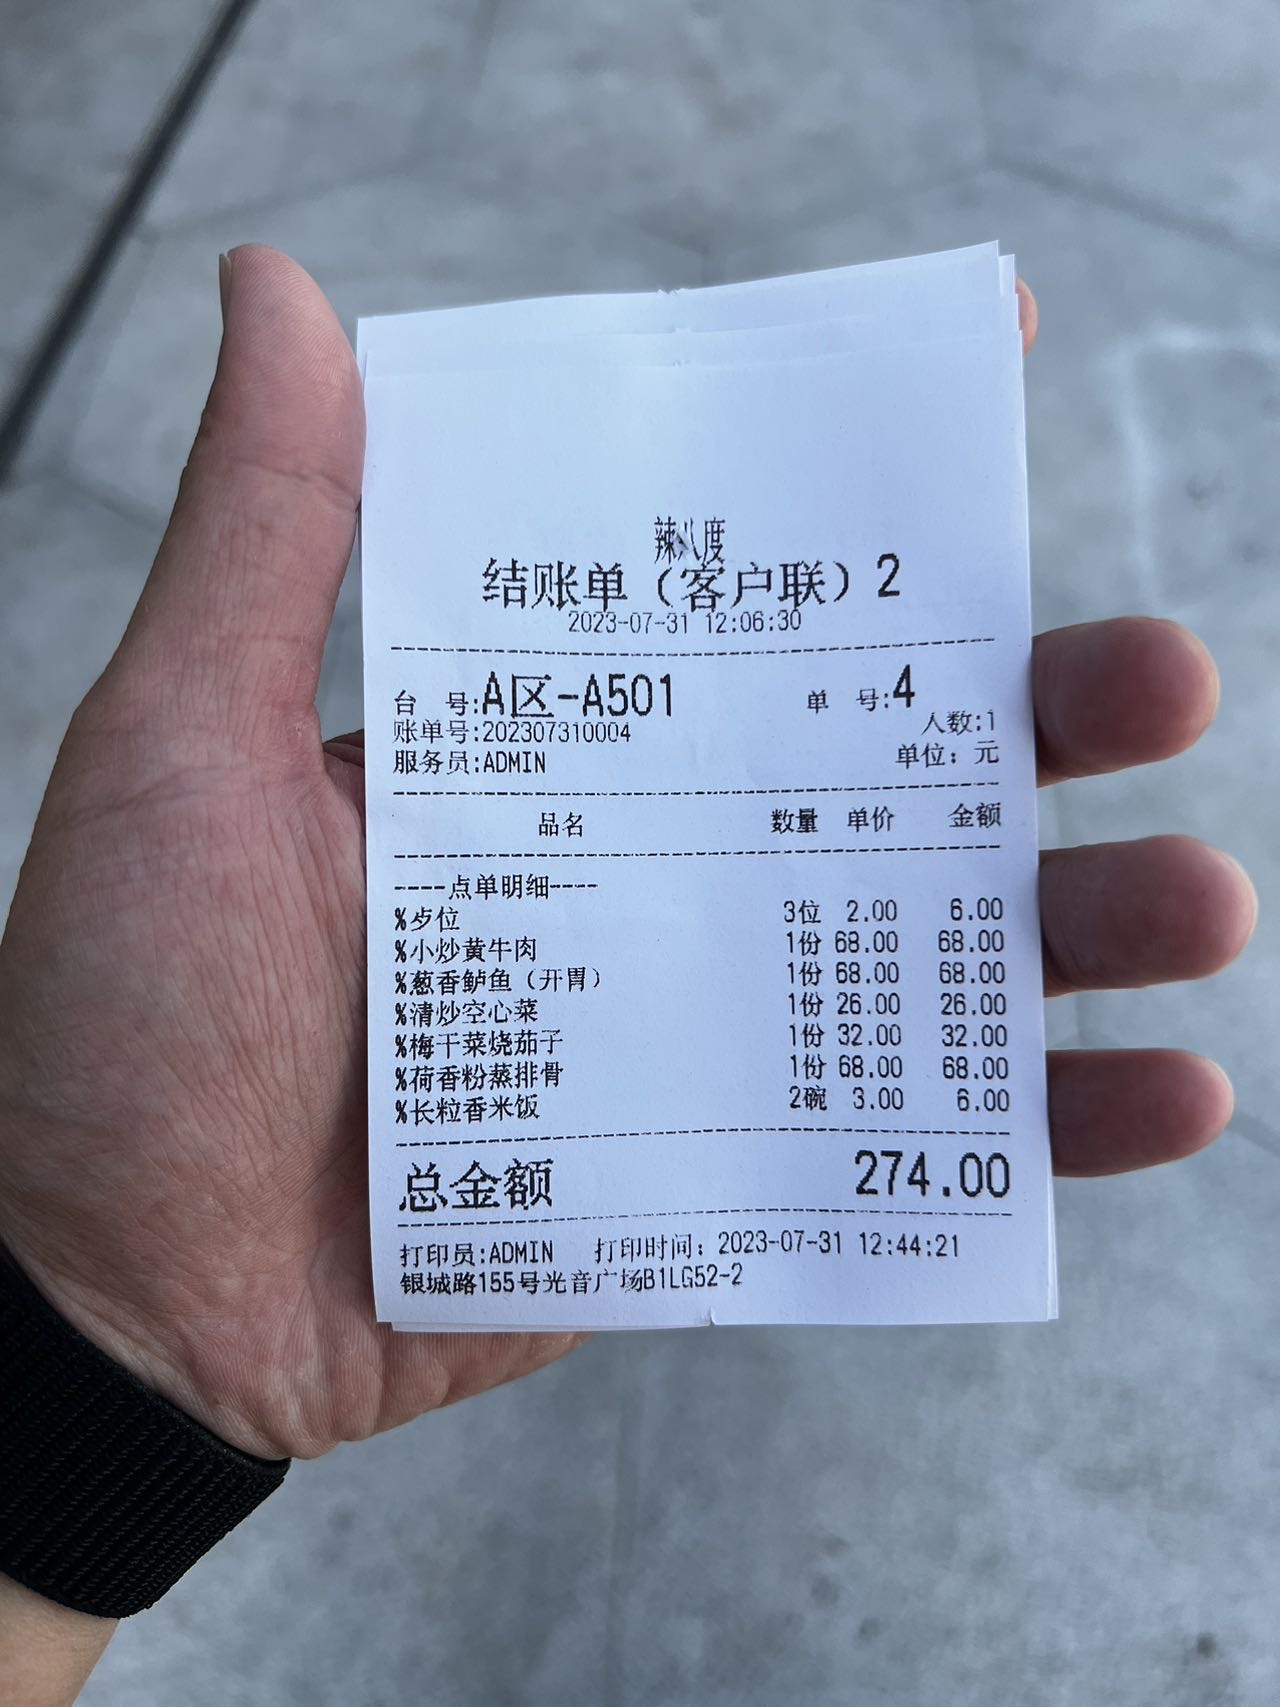 辣八度
结账单（客户联）2
2023-07-31 12:06:30
台 号:A区-A501 单 号:4
账单号:202307310004 人数:1
服务员:ADMIN 单位：元
品名 数量 单价 金额
----点单明细----
%歺位 3位 2.00 6.00
%小炒黄牛肉 1份 68.00 68.00
%葱香鲈鱼（开胃） 1份 68.00 68.00
%清炒空心菜 1份 26.00 26.00
%梅干菜烧茄子 1份 32.00 32.00
%荷香粉蒸排骨 1份 68.00 68.00
%长粒香米饭 2碗 3.00 6.00
总金额 274.00
打印员:ADMIN 打印时间：2023-07-31 12:44:21
银城路155号光音广场B1LG52-2